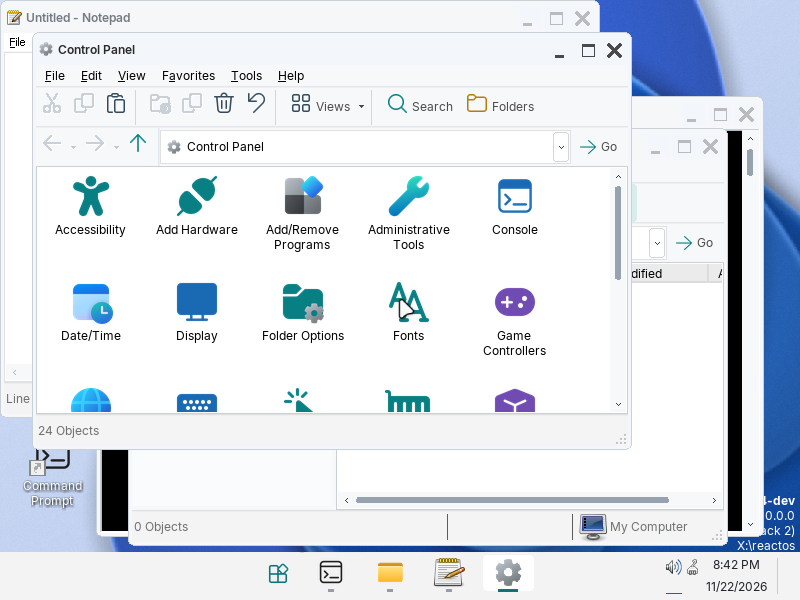 Untitled - Notepad
File
Control Panel
File Edit View Favorites Tools Help
Views Search Folders
Control Panel Go
Accessibility
Add Hardware
Add/Remove
Programs
Administrative
Tools
Console
Date/Time
Display
Folder Options
Fonts
Game
Controllers
24 Objects
Go
dified
Line
Command
Prompt
0 Objects
My Computer
-dev
0.0.0
ack 2)
X:\reactos
8:42 PM
11/22/2026